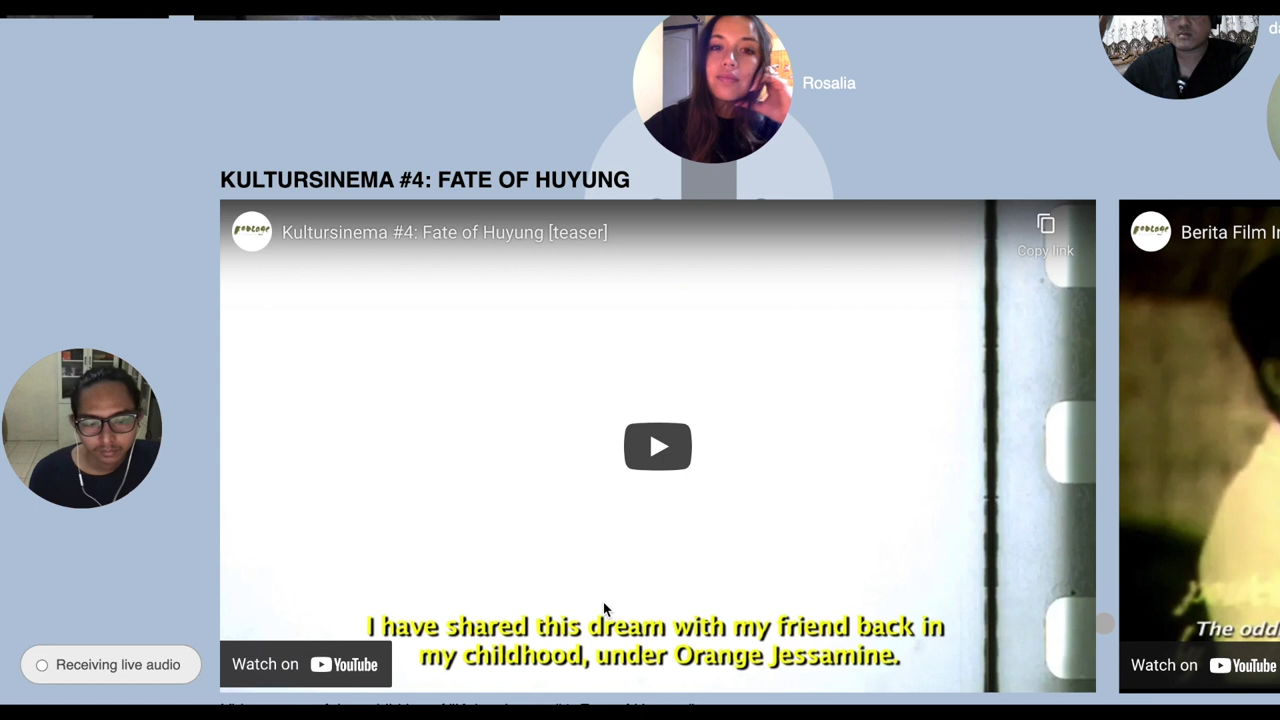 Rosalia
KULTURSINEMA #4: FATE OF HUYUNG
Kultursinema #4: Fate of Huyung [teaser]
Copy link
Berita Film
I have shared this dream with my friend back in
my childhood, under Orange Jessamine.
The odd
Receiving live audio
Watch on YouTube
Watch on YouTube